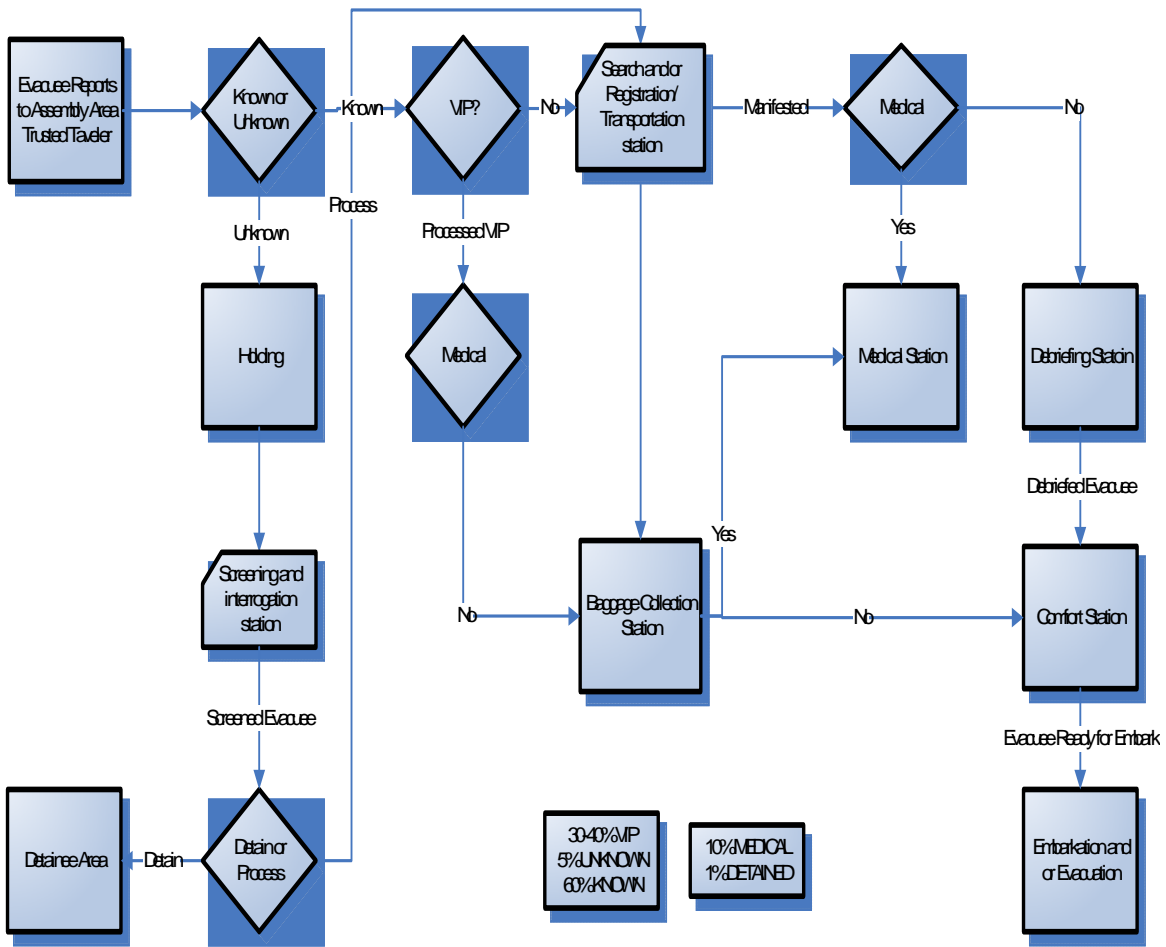 Evacuee Reports
to Assembly Area
Trusted Taveler
Known or
Unknown
Known
VIP?
No
Search and or
Registration/
Transportation
station
Manifested
Medical
No
Process
Unknown
Processed VIP
Yes
Holding
Medical
Medical Station
Debriefing Statoin
Debriefed Evacuee
Yes
Screening and
interrogation
station
No
Baggage Collection
Station
No
Comfort Station
Screened Evacuee
Evacuee Ready for Embark
Detainee Area
Detain
Detain or
Process
30-40% VIP
5% UNKNOWN
60% KNOWN
10% MEDICAL
1% DETAINED
Embarkation and
or Evacuation